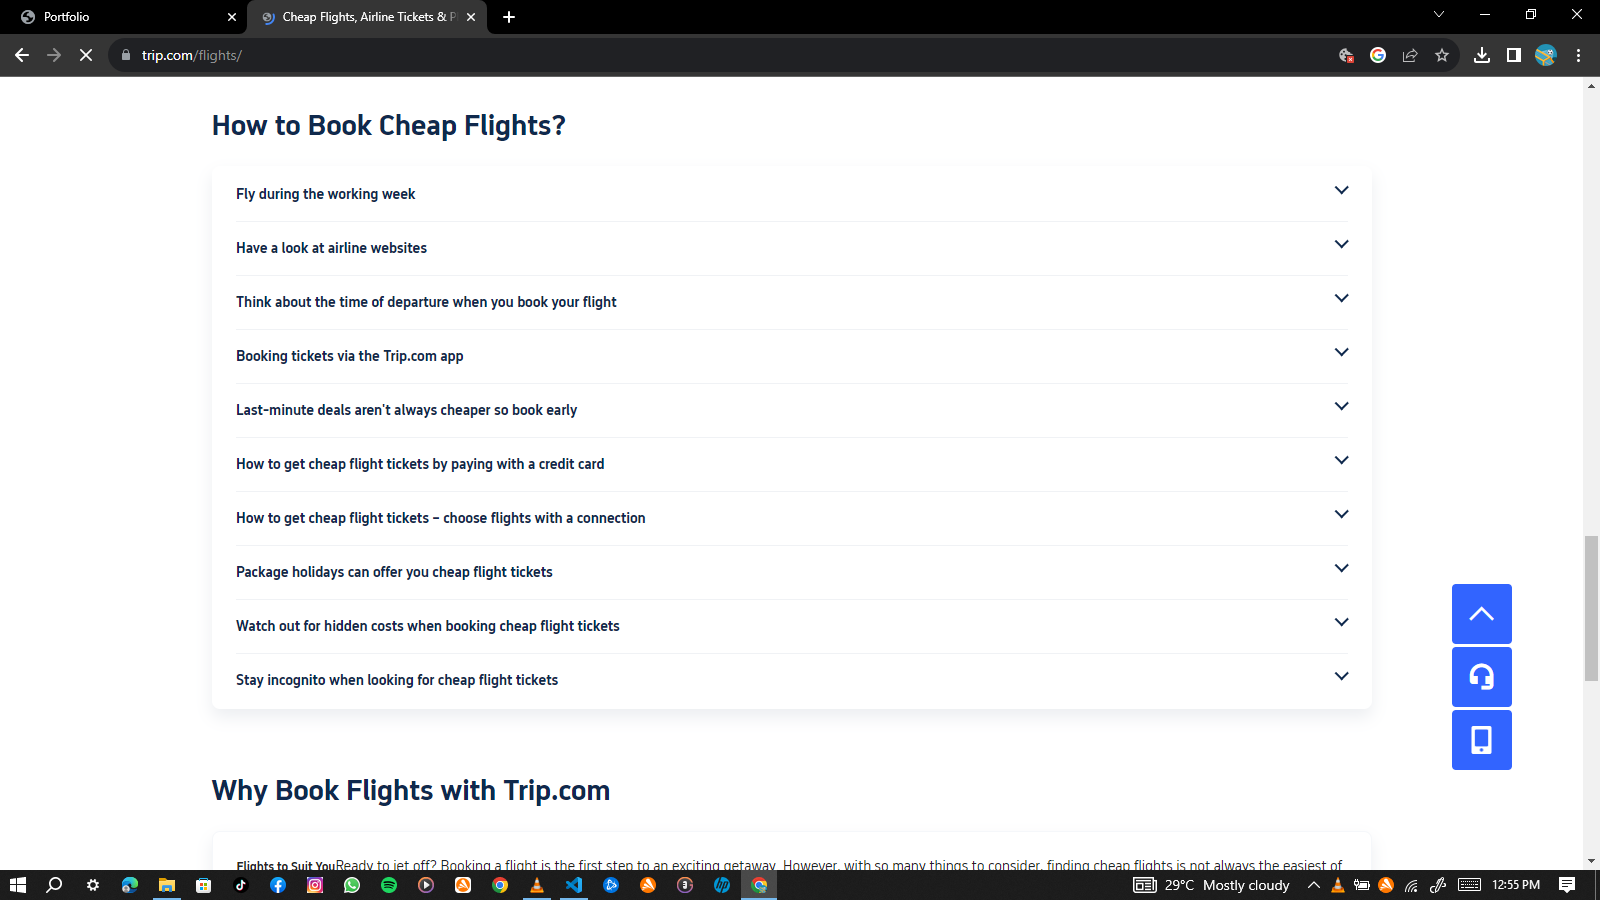 Portfolio
Cheap Flights, Airline Tickets & P
trip.com/flights/
How to Book Cheap Flights?
Fly during the working week
Have a look at airline websites
Think about the time of departure when you book your flight
Booking tickets via the Trip.com app
Last-minute deals aren't always cheaper so book early
How to get cheap flight tickets by paying with a credit card
How to get cheap flight tickets – choose flights with a connection
Package holidays can offer you cheap flight tickets
Watch out for hidden costs when booking cheap flight tickets
Stay incognito when looking for cheap flight tickets
Why Book Flights with Trip.com
Flights to Suit YouReady to jet off? Booking a flight is the first step to an exciting getaway. However, with so many things to consider, finding cheap flights is not always the easiest of
29°C Mostly cloudy
12:55 PM